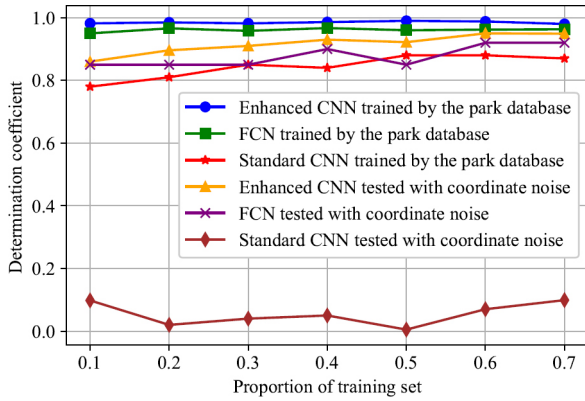 Determination coefficient
1.0
0.8
0.6
0.4
0.2
0.0
Enhanced CNN trained by the park database
FCN trained by the park database
Standard CNN trained by the park database
Enhanced CNN tested with coordinate noise
FCN tested with coordinate noise
Standard CNN tested with coordinate noise
0.1 0.2 0.3 0.4 0.5 0.6 0.7
Proportion of training set